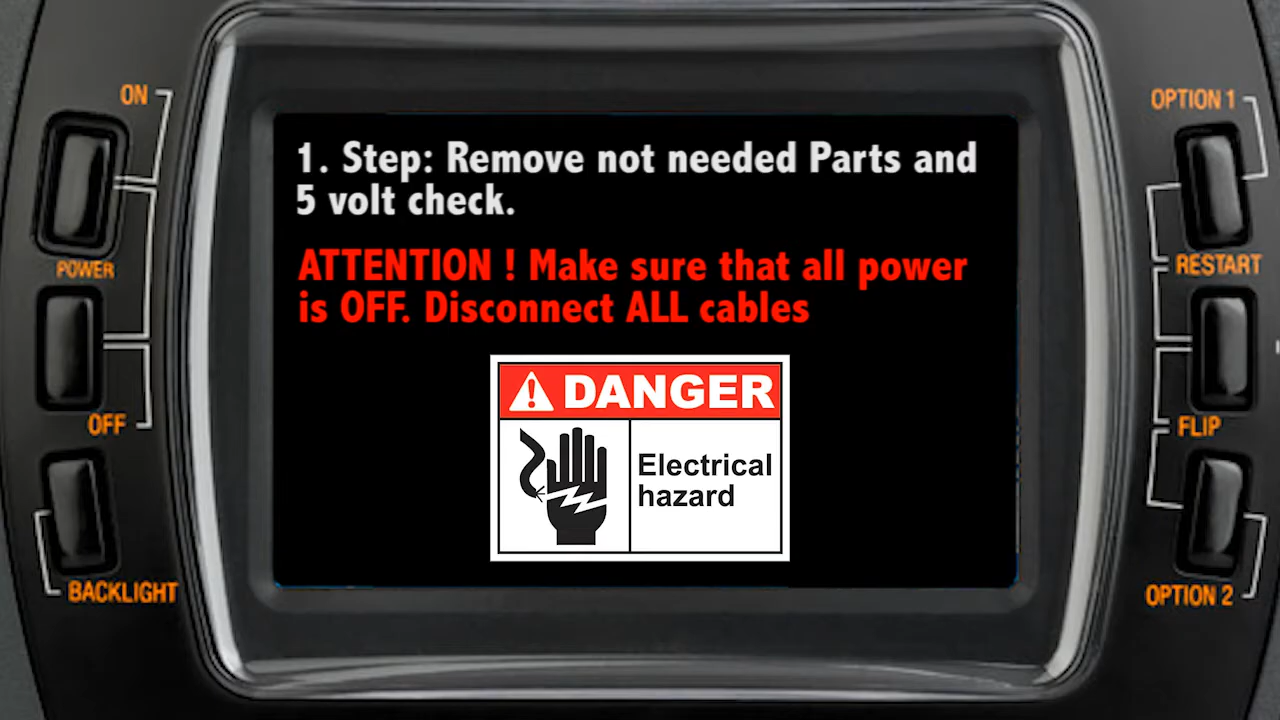 ON
OPTION 1
1. Step: Remove not needed Parts and
5 volt check.
ATTENTION ! Make sure that all power
is OFF. Disconnect ALL cables
POWER
RESTART
DANGER
Electrical
hazard
OFF
FLIP
BACKLIGHT
OPTION 2